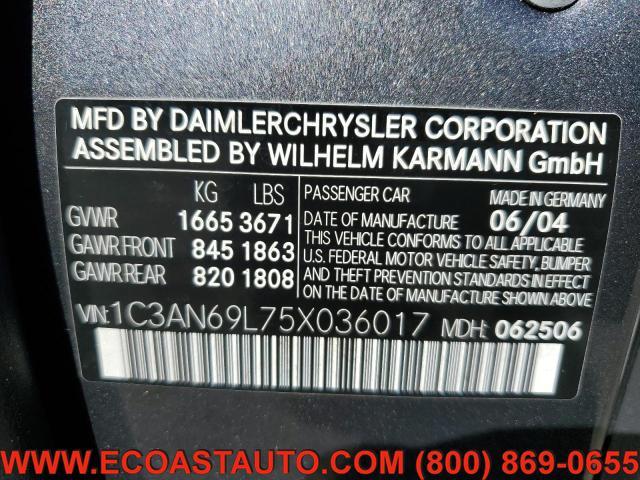 MFD BY DAIMLERCHRYSLER CORPORATION
ASSEMBLED BY WILHELM KARMANN GmbH
KG LBS
GVWR 1665 3671
GAWR FRONT 845 1863
GAWR REAR 820 1808
PASSENGER CAR MADE IN GERMANY
DATE OF MANUFACTURE 06/04
THIS VEHICLE CONFORMS TO ALL APPLICABLE
U.S. FEDERAL MOTOR VEHICLE SAFETY, BUMPER
AND THEFT PREVENTION STANDARDS IN EFFECT
ON THE DATE OF MANUFACTURE SHOWN ABOVE.
VIN: 1C3AN69L75X036017 MDH: 062506
WWW.ECOASTAUTO.COM (800) 869-0655